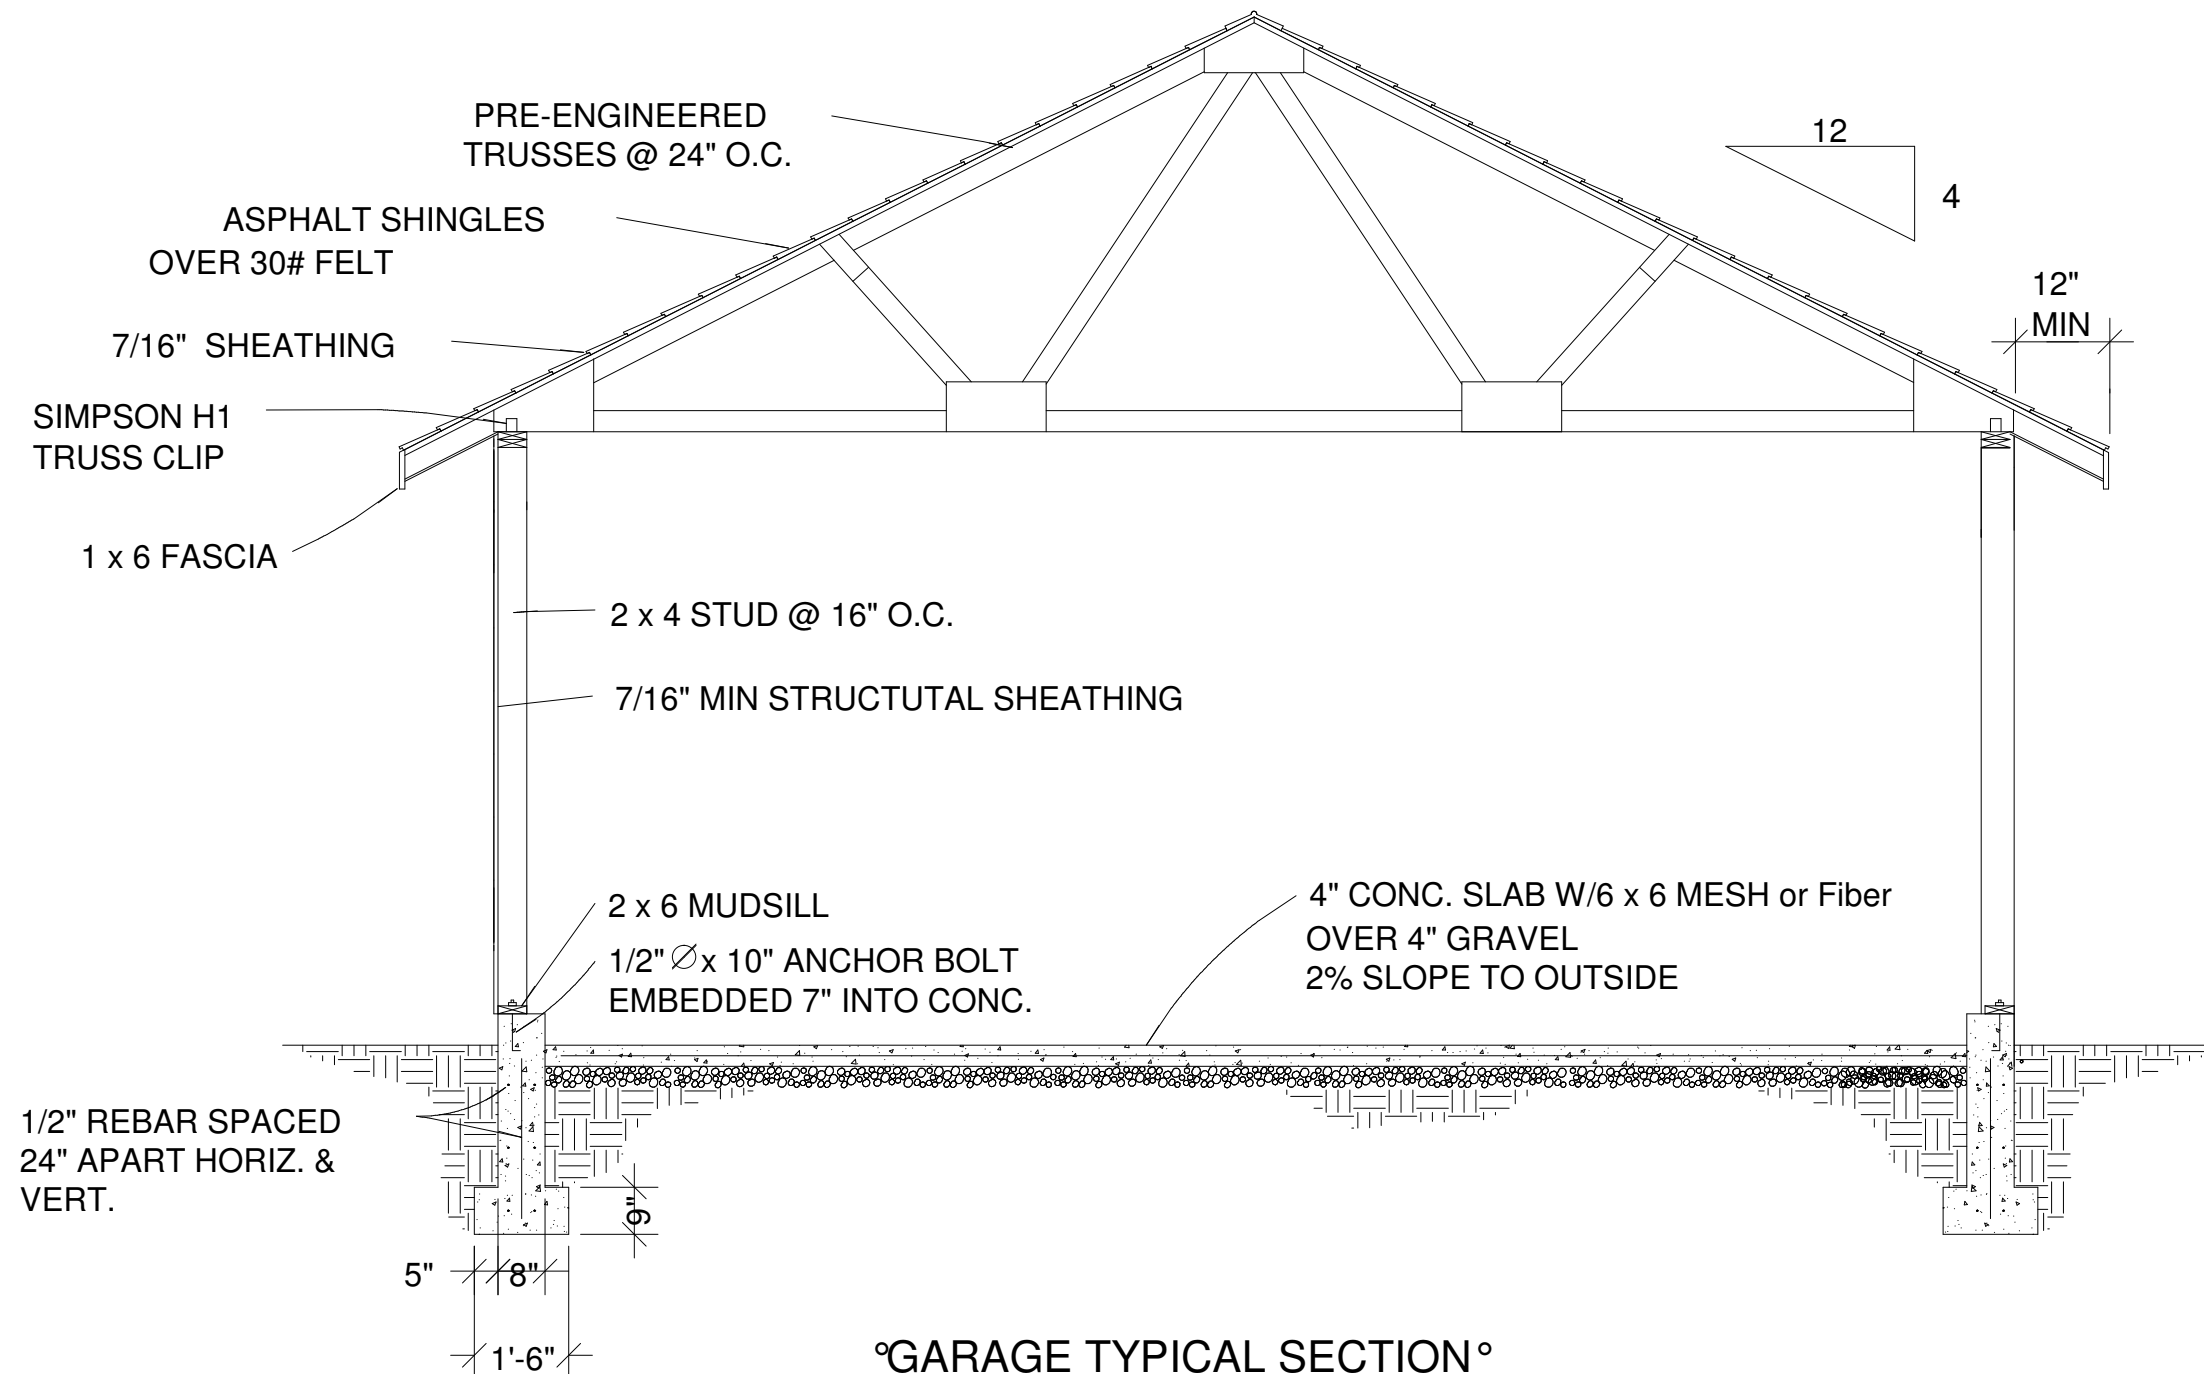 PRE-ENGINEERED
TRUSSES @ 24" O.C.
12
4
ASPHALT SHINGLES
OVER 30# FELT
12"
MIN
7/16"  SHEATHING
SIMPSON H1
TRUSS CLIP
1 x 6 FASCIA
2 x 4 STUD @ 16" O.C.
7/16" MIN STRUCTUTAL SHEATHING
2 x 6 MUDSILL
1/2" ∅ x 10" ANCHOR BOLT
EMBEDDED 7" INTO CONC.
4" CONC. SLAB W/6 x 6 MESH or Fiber
OVER 4" GRAVEL
2% SLOPE TO OUTSIDE
1/2" REBAR SPACED
24" APART HORIZ. &
VERT.
9"
5"
8"
1'-6"
°GARAGE TYPICAL SECTION°